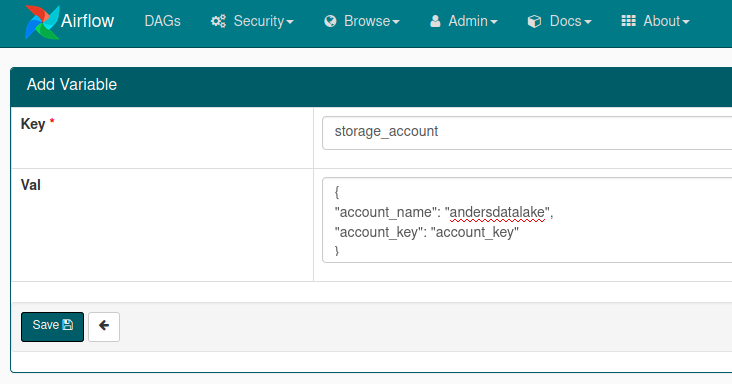 Airflow DAGs Security Browse Admin Docs About
Add Variable
Key * storage_account
Val
{
"account_name": "andersdatalake",
"account_key": "account_key"
}
Save